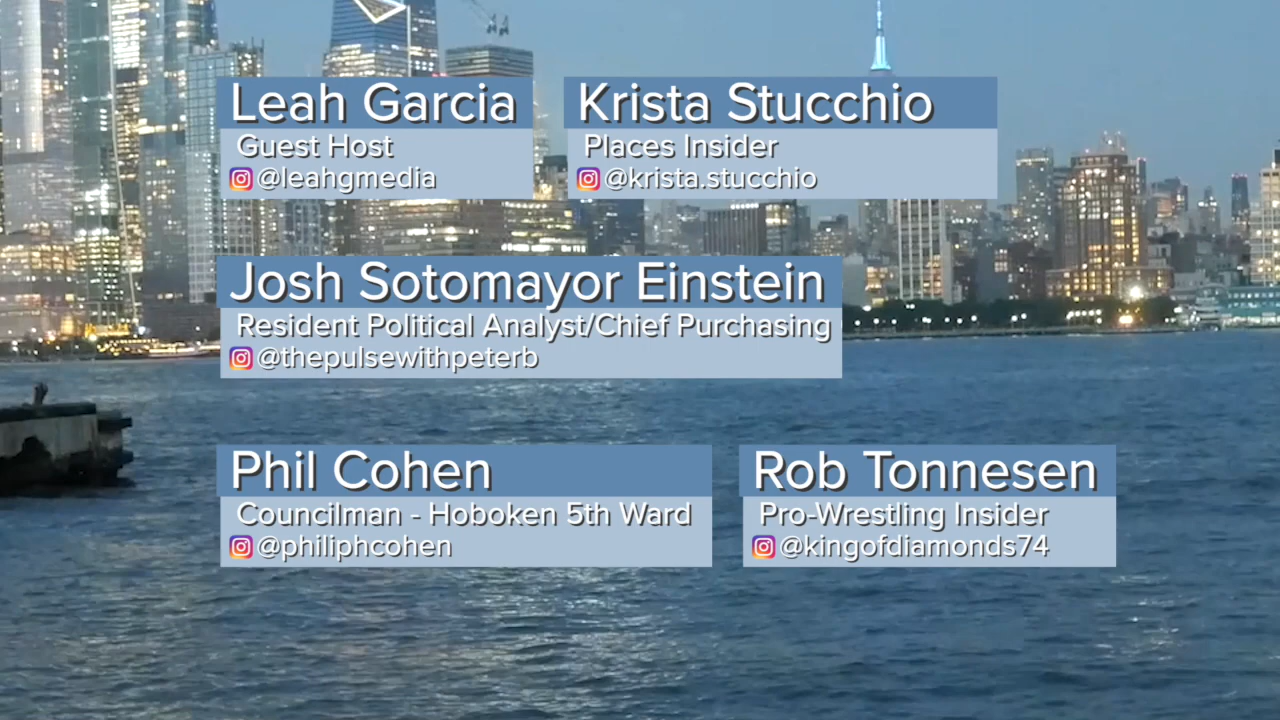 Leah Garcia
Guest Host
@leahgmedia
Krista Stucchio
Places Insider
@krista.stucchio
Josh Sotomayor Einstein
Resident Political Analyst/Chief Purchasing
@thepulsewithpeterb
Phil Cohen
Councilman - Hoboken 5th Ward
@philiphcohen
Rob Tonnesen
Pro-Wrestling Insider
@kingofdiamonds74